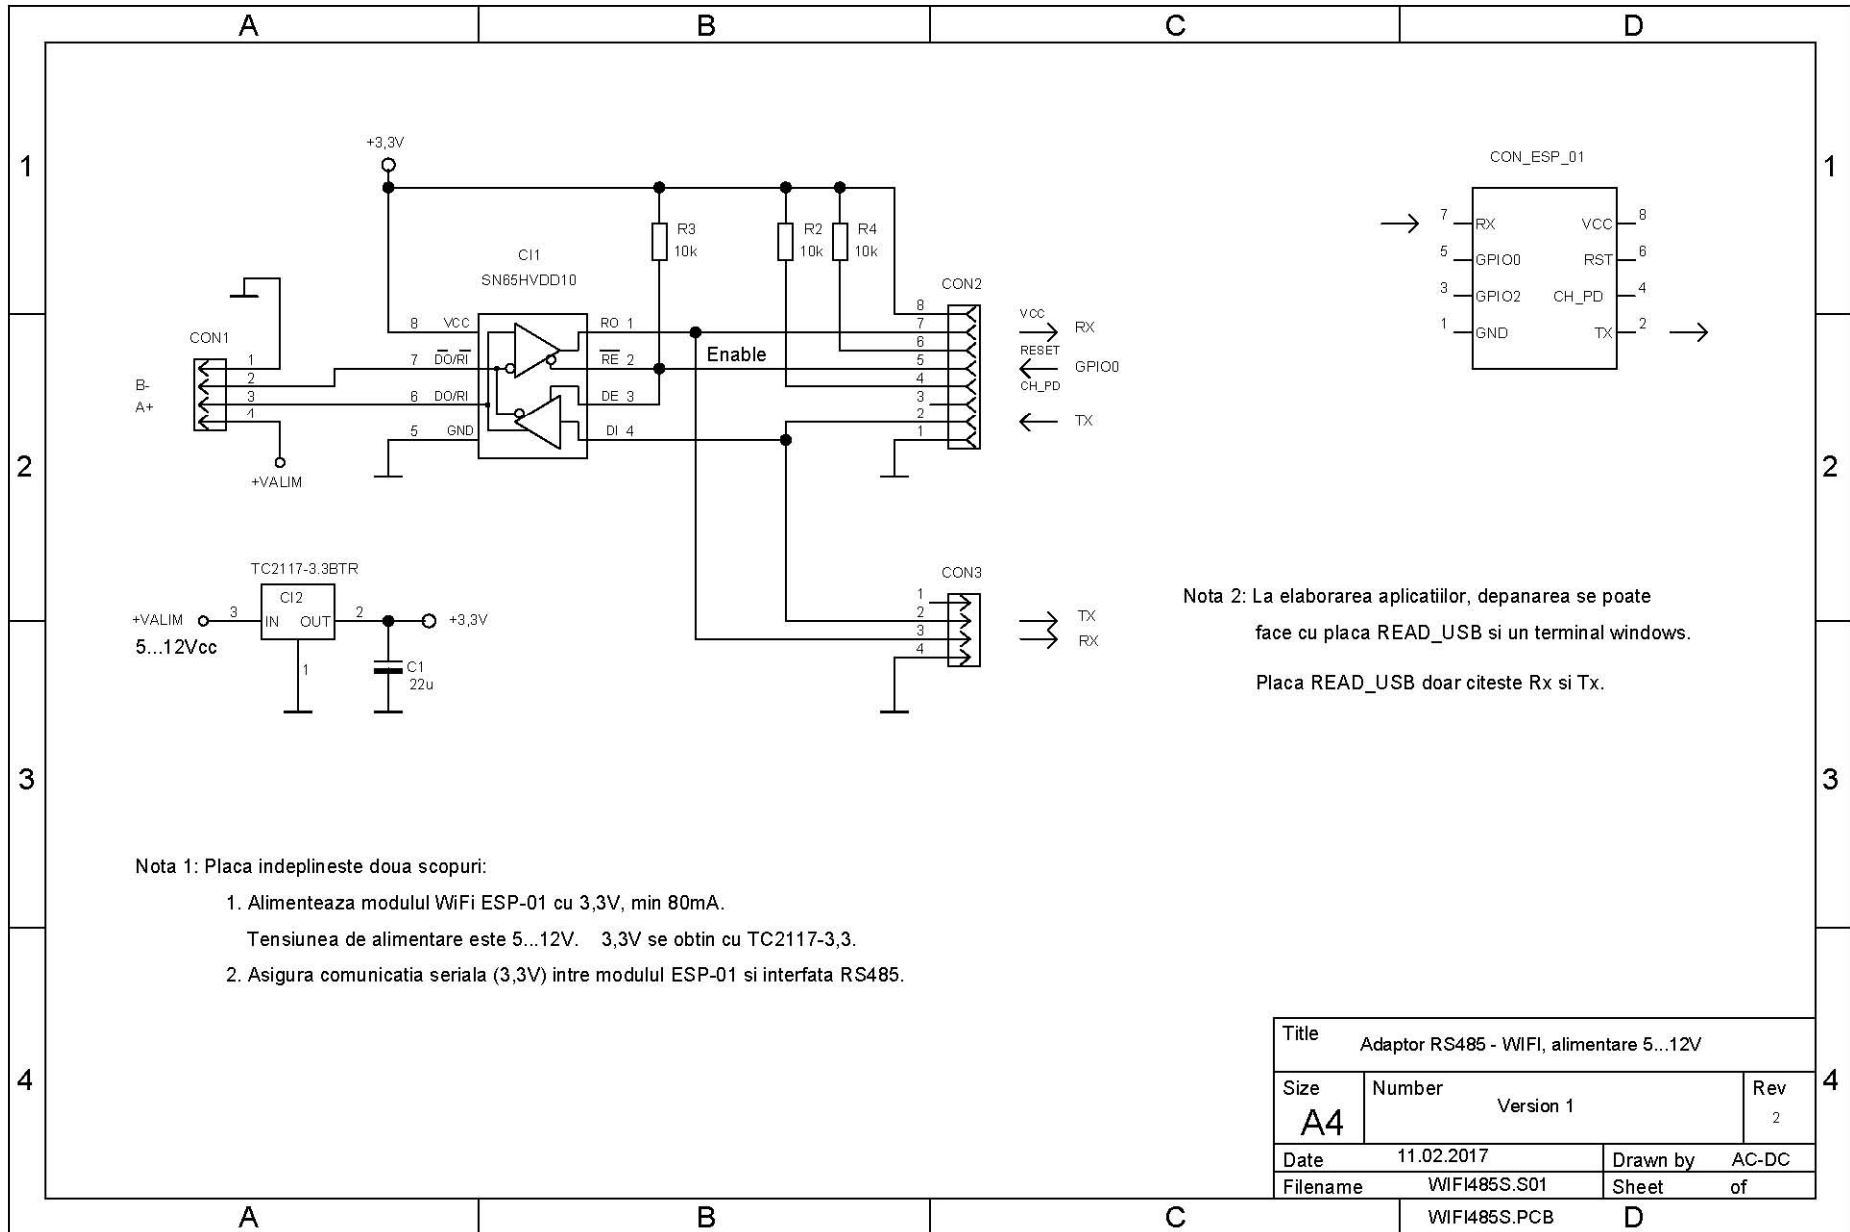 A B C D
1
1
+3,3V
R3
10k
R2
10k
R4
10k
CI1
SN65HVDD10
8 VCC
7 DO/RI
6 DO/RI
5 GND
RO 1
RE 2
DE 3
DI 4
Enable
CON1
1
2
3
4
B-
A+
+VALIM
CON2
8
7
6
5
4
3
2
1
VCC
RX
RESET
GPIO0
CH_PD
TX
CON_ESP_01
7 RX VCC 8
5 GPIO0 RST 6
3 GPIO2 CH_PD 4
1 GND TX 2
2
2
TC2117-3.3BTR
CI2
+VALIM 3 IN OUT 2 +3,3V
5...12Vcc
1
C1
22u
CON3
1
2
3
4
TX
RX
Nota 2: La elaborarea aplicatiilor, depanarea se poate
face cu placa READ_USB si un terminal windows.
Placa READ_USB doar citeste Rx si Tx.
3
3
Nota 1: Placa indeplineste doua scopuri:
1. Alimenteaza modulul WiFi ESP-01 cu 3,3V, min 80mA.
Tensiunea de alimentare este 5...12V. 3,3V se obtin cu TC2117-3,3.
2. Asigura comunicatia seriala (3,3V) intre modulul ESP-01 si interfata RS485.
4
4
Title Adaptor RS485 - WIFI, alimentare 5...12V
Size Number Rev
A4 Version 1 2
Date 11.02.2017 Drawn by AC-DC
Filename WIFI485S.S01 Sheet of
WIFI485S.PCB
A B C D